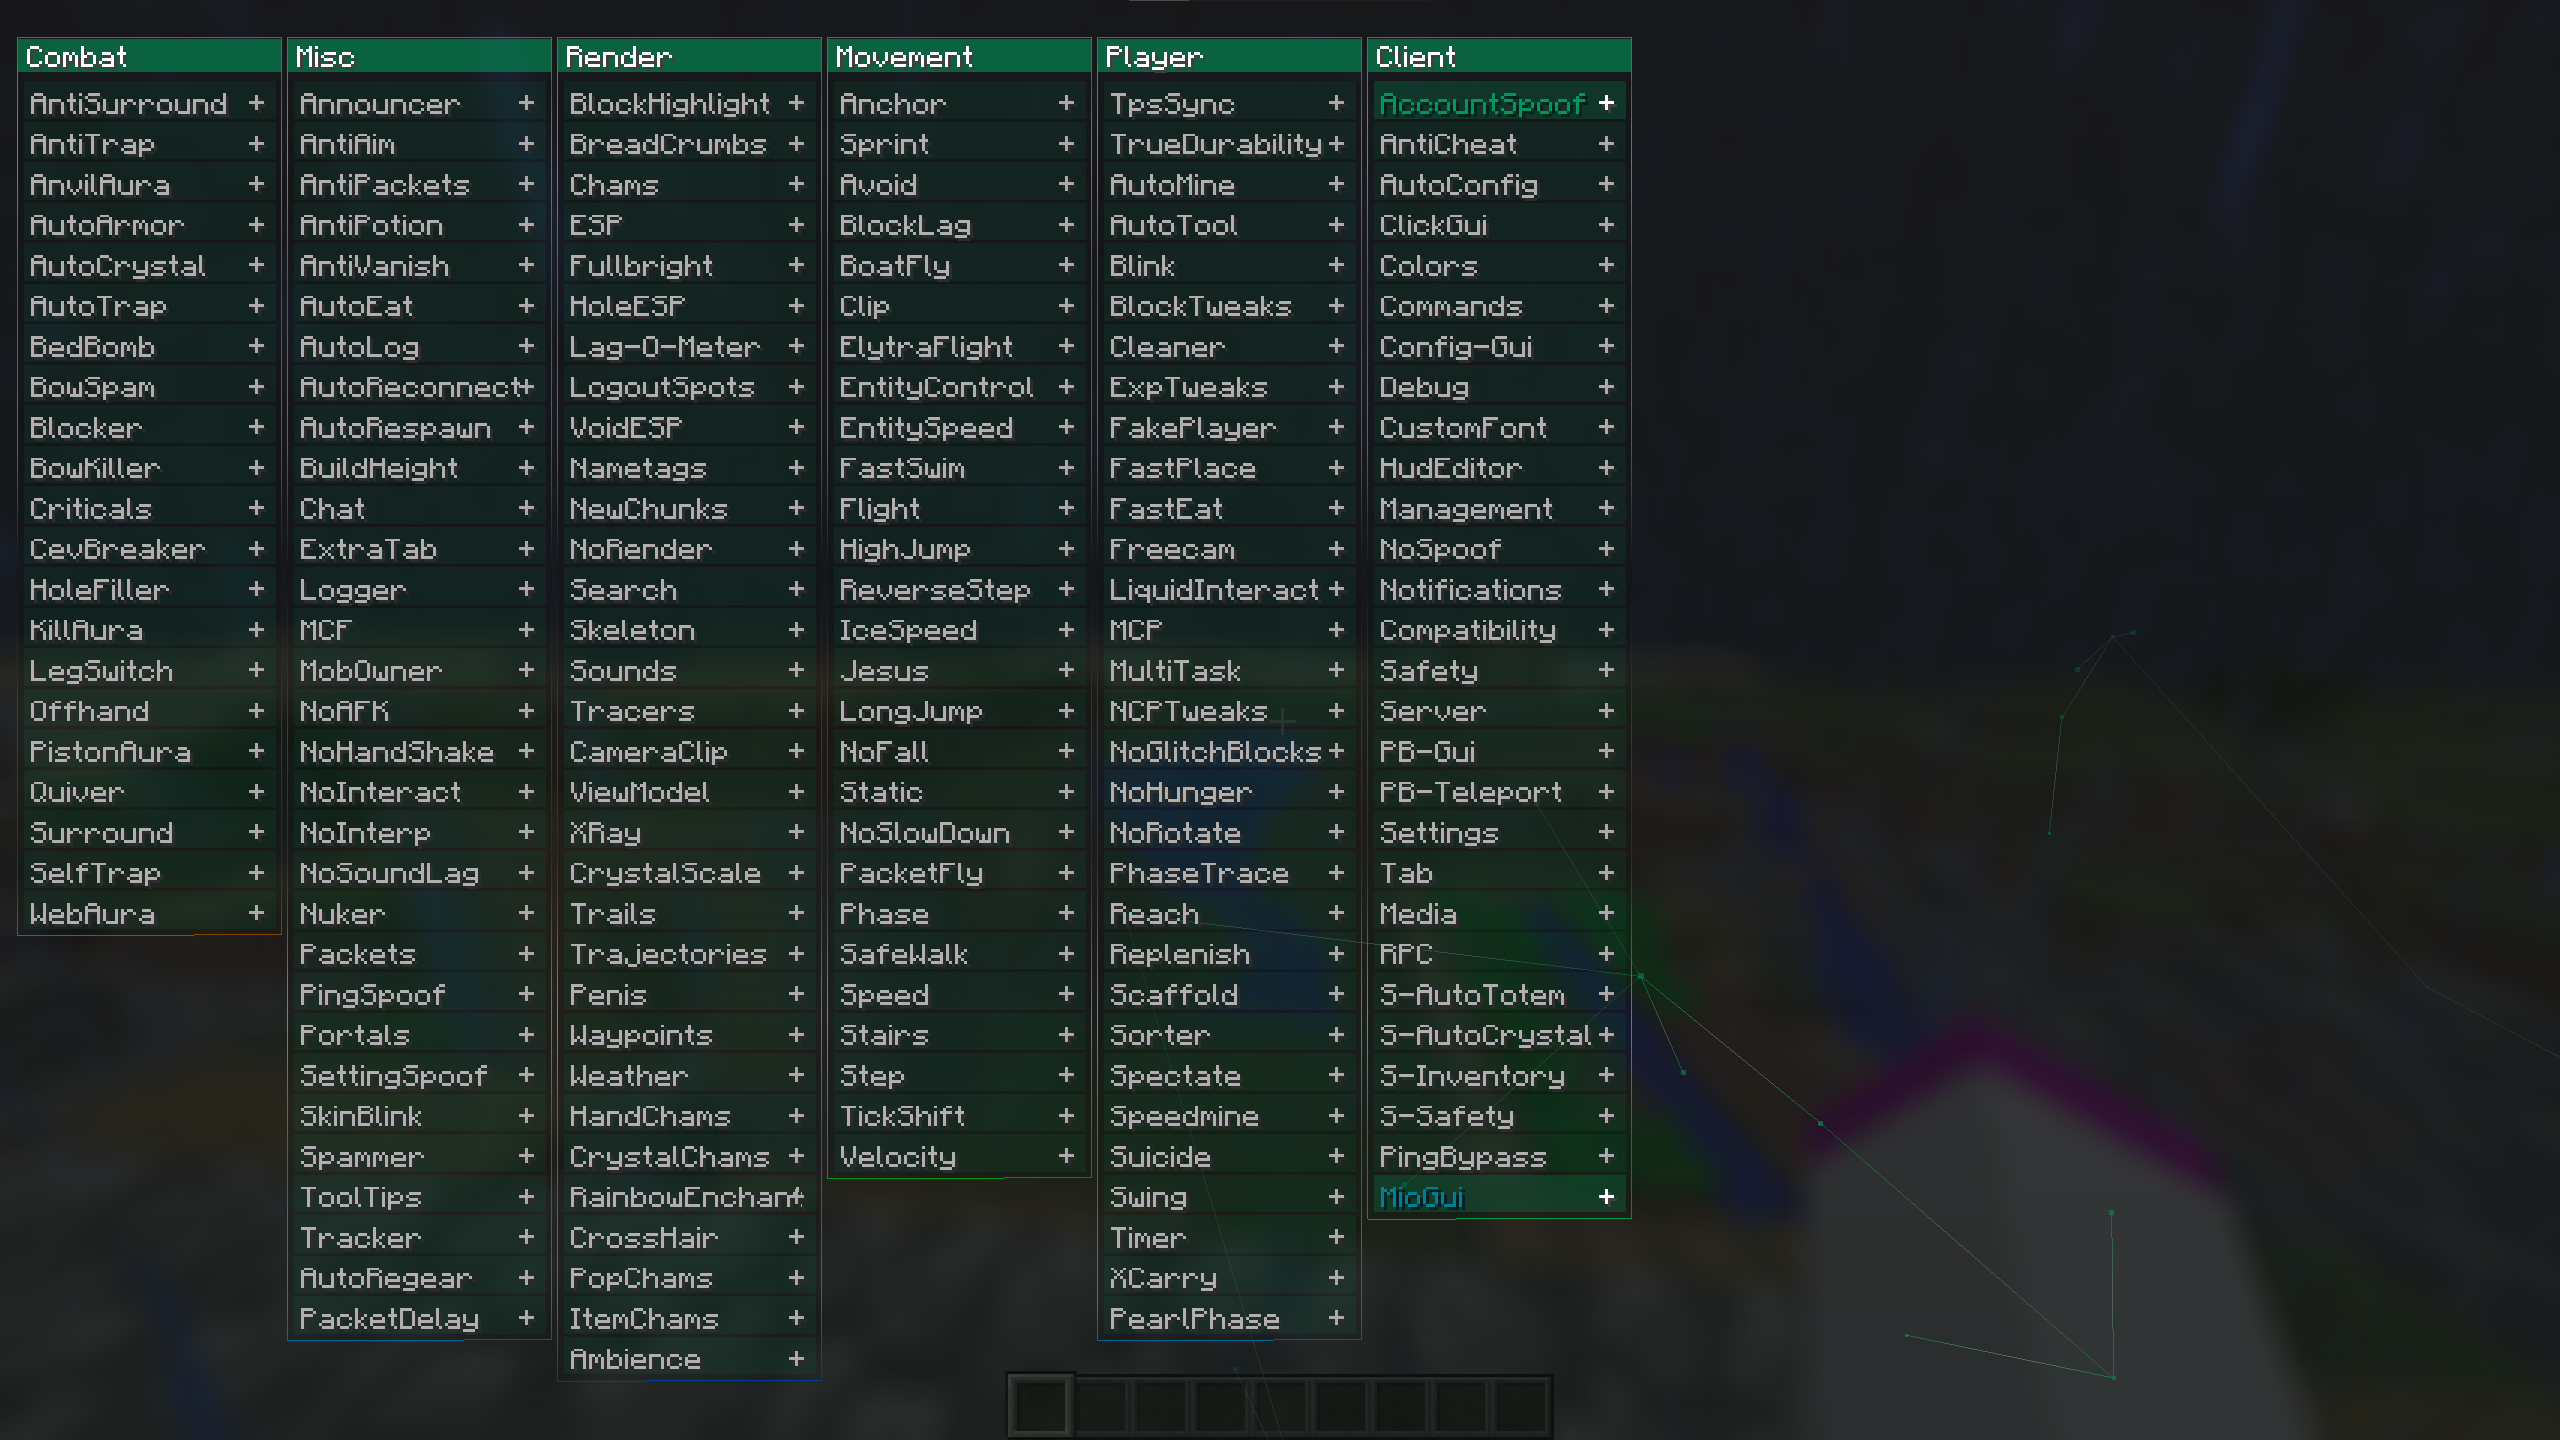 Combat
AntiSurround +
AntiTrap +
AnvilAura +
AutoArmor +
AutoCrystal +
AutoTrap +
BedBomb +
BowSpam +
Blocker +
BowKiller +
Criticals +
CevBreaker +
HoleFiller +
KillAura +
LegSwitch +
Offhand +
PistonAura +
Quiver +
Surround +
SelfTrap +
WebAura +
Misc
Announcer +
AntiAim +
AntiPackets +
AntiPotion +
AntiVanish +
AutoEat +
AutoLog +
AutoReconnect+
AutoRespawn +
BuildHeight +
Chat +
ExtraTab +
Logger +
MCF +
MobOwner +
NoAFK +
NoHandShake +
NoInteract +
NoInterp +
NoSoundLag +
Nuker +
Packets +
PingSpoof +
Portals +
SettingSpoof +
SkinBlink +
Spammer +
ToolTips +
Tracker +
AutoRegear +
PacketDelay +
Render
BlockHighlight +
BreadCrumbs +
Chams +
ESP +
Fullbright +
HoleESP +
Lag-O-Meter +
LogoutSpots +
VoidESP +
Nametags +
NewChunks +
NoRender +
Search +
Skeleton +
Sounds +
Tracers +
CameraClip +
ViewModel +
XRay +
CrystalScale +
Trails +
Trajectories +
Penis +
Waypoints +
Weather +
HandChams +
CrystalChams +
RainbowEnchant+
CrossHair +
PopChams +
ItemChams +
Ambience +
Movement
Anchor +
Sprint +
Avoid +
BlockLag +
BoatFly +
Clip +
ElytraFlight +
EntityControl +
EntitySpeed +
FastSwim +
Flight +
HighJump +
ReverseStep +
IceSpeed +
Jesus +
LongJump +
NoFall +
Static +
NoSlowDown +
PacketFly +
Phase +
SafeWalk +
Speed +
Stairs +
Step +
TickShift +
Velocity +
Player
TpsSync +
TrueDurability +
AutoMine +
AutoTool +
Blink +
BlockTweaks +
Cleaner +
ExpTweaks +
FakePlayer +
FastPlace +
FastEat +
Freecam +
LiquidInteract +
MCP +
MultiTask +
NCPTweaks +
NoGlitchBlocks +
NoHunger +
NoRotate +
PhaseTrace +
Reach +
Replenish +
Scaffold +
Sorter +
Spectate +
Speedmine +
Suicide +
Swing +
Timer +
XCarry +
PearlPhase +
Client
AccountSpoof +
AntiCheat +
AutoConfig +
ClickGui +
Colors +
Commands +
Config-Gui +
Debug +
CustomFont +
HudEditor +
Management +
NoSpoof +
Notifications +
Compatibility +
Safety +
Server +
PB-Gui +
PB-Teleport +
Settings +
Tab +
Media +
RPC +
S-AutoTotem +
S-AutoCrystal +
S-Inventory +
S-Safety +
PingBypass +
MioGui +